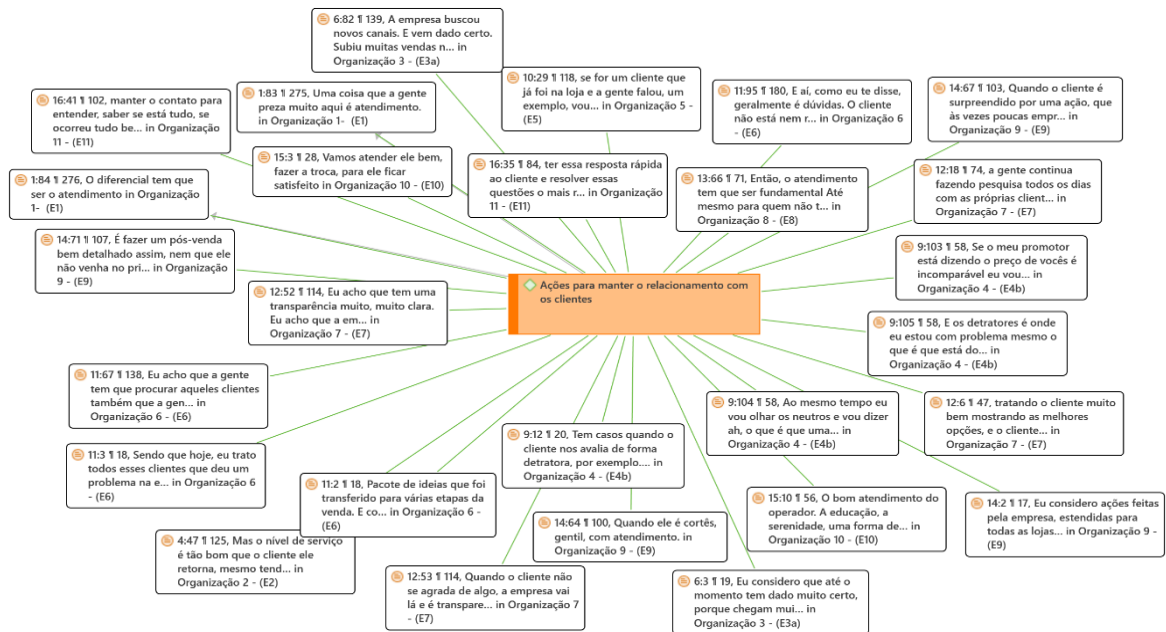 6:82 ¶ 139, A empresa buscou
novos canais. E vem dado certo.
Subiu muitas vendas n... in
Organização 3 - (E3a)
16:41 ¶ 102, manter o contato para
entender, saber se está tudo, se
ocorreu tudo be... in Organização
11 - (E11)
1:83 ¶ 275, Uma coisa que a gente
preza muito aqui é atendimento.
in Organização 1- (E1)
10:29 ¶ 118, se for um cliente que
já foi na loja e a gente falou, um
exemplo, vou... in Organização 5 -
(E5)
11:95 ¶ 180, E aí, como eu te disse,
geralmente é dúvidas. O cliente
não está nem r... in Organização 6
- (E6)
14:67 ¶ 103, Quando o cliente é
surpreendido por uma ação, que
às vezes poucas empr... in
Organização 9 - (E9)
15:3 ¶ 28, Vamos atender ele bem,
fazer a troca, para ele ficar
satisfeito in Organização 10 - (E10)
16:35 ¶ 84, ter essa resposta rápida
ao cliente e resolver essas
questões o mais r... in Organização
11 - (E11)
13:66 ¶ 71, Então, o atendimento
tem que ser fundamental Até
mesmo para quem não t... in
Organização 8 - (E8)
12:18 ¶ 74, a gente continua
fazendo pesquisa todos os dias
com as próprias client... in
Organização 7 - (E7)
1:84 ¶ 276, O diferencial tem que
ser o atendimento in Organização
1- (E1)
14:71 ¶ 107, É fazer um pós-venda
bem detalhado assim, nem que ele
não venha no pri... in Organização
9 - (E9)
9:103 ¶ 58, Se o meu promotor
está dizendo o preço de vocês é
incomparável eu vou... in
Organização 4 - (E4b)
Ações para manter o relacionamento com
os clientes
12:52 ¶ 114, Eu acho que tem uma
transparência muito, muito clara.
Eu acho que a em... in
Organização 7 - (E7)
9:105 ¶ 58, E os detratores é onde
eu estou com problema mesmo o
que é que está do... in
Organização 4 - (E4b)
11:67 ¶ 138, Eu acho que a gente
tem que procurar aqueles clientes
também que a gen... in
Organização 6 - (E6)
9:104 ¶ 58, Ao mesmo tempo eu
vou olhar os neutros e vou dizer
ah, o que é que uma... in
Organização 4 - (E4b)
12:6 ¶ 47, tratando o cliente muito
bem mostrando as melhores
opções, e o cliente... in
Organização 7 - (E7)
11:3 ¶ 18, Sendo que hoje, eu trato
todos esses clientes que deu um
problema na e... in Organização 6
- (E6)
9:12 ¶ 20, Tem casos quando o
cliente nos avalia de forma
detratora, por exemplo.... in
Organização 4 - (E4b)
11:2 ¶ 18, Pacote de ideias que foi
transferido para várias etapas da
venda. E co... in Organização 6 -
(E6)
15:10 ¶ 56, O bom atendimento do
operador. A educação, a
serenidade, uma forma de... in
Organização 10 - (E10)
14:2 ¶ 17, Eu considero ações feitas
pela empresa, estendidas para
todas as lojas... in Organização 9 -
(E9)
4:47 ¶ 125, Mas o nível de serviço
é tão bom que o cliente ele
retorna, mesmo tend... in
Organização 2 - (E2)
14:64 ¶ 100, Quando ele é cortês,
gentil, com atendimento. in
Organização 9 - (E9)
12:53 ¶ 114, Quando o cliente não
se agrada de algo, a empresa vai
lá e é transpare... in Organização 7
- (E7)
6:3 ¶ 19, Eu considero que até o
momento tem dado muito certo,
porque chegam mui... in
Organização 3 - (E3a)